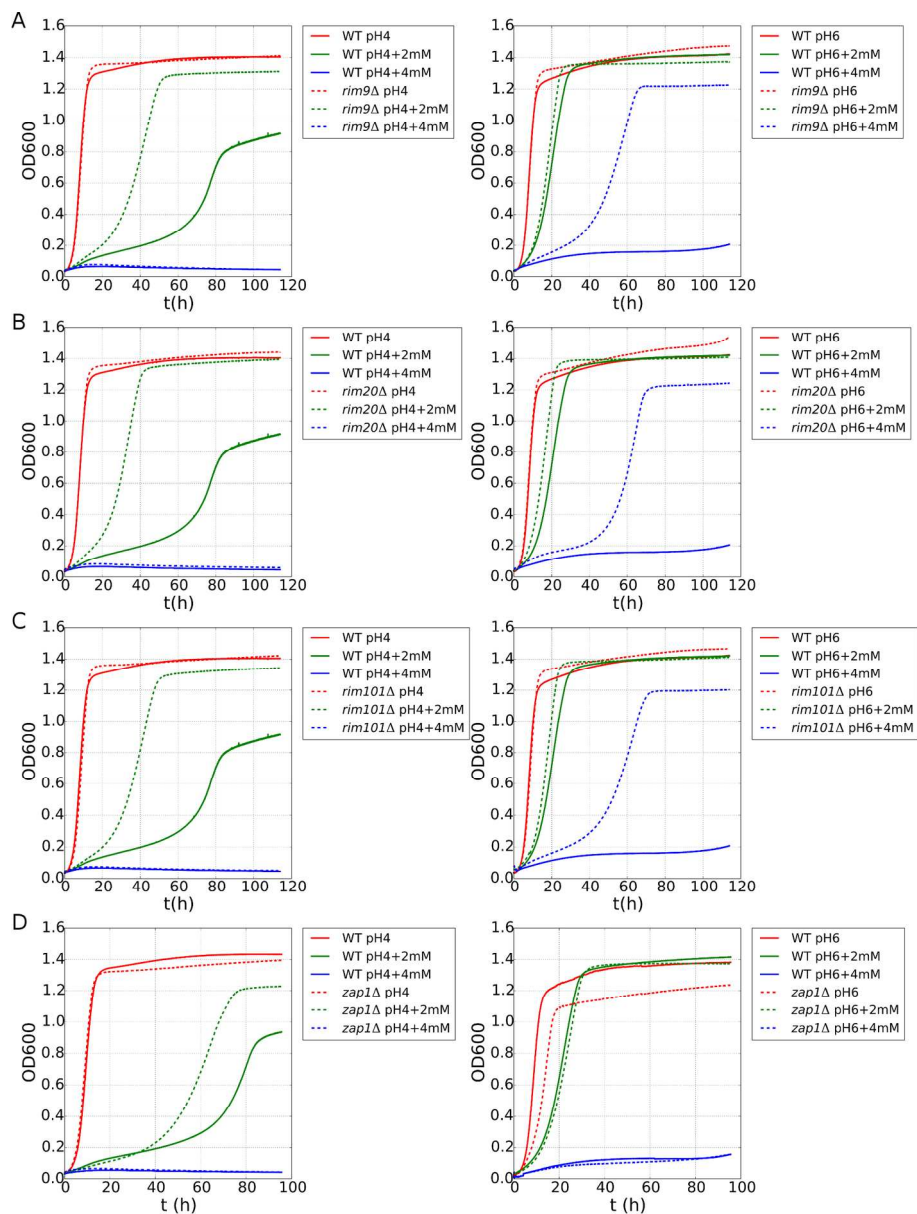 A
1.6
1.4
1.2
1.0
0.8
0.6
0.4
0.2
0.0
OD600
0 20 40 60 80 100 120
t(h)
WT pH4
WT pH4+2mM
WT pH4+4mM
rim9Δ pH4
rim9Δ pH4+2mM
rim9Δ pH4+4mM
1.6
1.4
1.2
1.0
0.8
0.6
0.4
0.2
0.0
OD600
0 20 40 60 80 100 120
t(h)
WT pH6
WT pH6+2mM
WT pH6+4mM
rim9Δ pH6
rim9Δ pH6+2mM
rim9Δ pH6+4mM
B
1.6
1.4
1.2
1.0
0.8
0.6
0.4
0.2
0.0
OD600
0 20 40 60 80 100 120
t(h)
WT pH4
WT pH4+2mM
WT pH4+4mM
rim20Δ pH4
rim20Δ pH4+2mM
rim20Δ pH4+4mM
1.6
1.4
1.2
1.0
0.8
0.6
0.4
0.2
0.0
OD600
0 20 40 60 80 100 120
t(h)
WT pH6
WT pH6+2mM
WT pH6+4mM
rim20Δ pH6
rim20Δ pH6+2mM
rim20Δ pH6+4mM
C
1.6
1.4
1.2
1.0
0.8
0.6
0.4
0.2
0.0
OD600
0 20 40 60 80 100 120
t(h)
WT pH4
WT pH4+2mM
WT pH4+4mM
rim101Δ pH4
rim101Δ pH4+2mM
rim101Δ pH4+4mM
1.6
1.4
1.2
1.0
0.8
0.6
0.4
0.2
0.0
OD600
0 20 40 60 80 100 120
t(h)
WT pH6
WT pH6+2mM
WT pH6+4mM
rim101Δ pH6
rim101Δ pH6+2mM
rim101Δ pH6+4mM
D
1.6
1.4
1.2
1.0
0.8
0.6
0.4
0.2
0.0
OD600
0 20 40 60 80 100
t (h)
WT pH4
WT pH4+2mM
WT pH4+4mM
zap1Δ pH4
zap1Δ pH4+2mM
zap1Δ pH4+4mM
1.6
1.4
1.2
1.0
0.8
0.6
0.4
0.2
0.0
OD600
0 20 40 60 80 100
t (h)
WT pH6
WT pH6+2mM
WT pH6+4mM
zap1Δ pH6
zap1Δ pH6+2mM
zap1Δ pH6+4mM